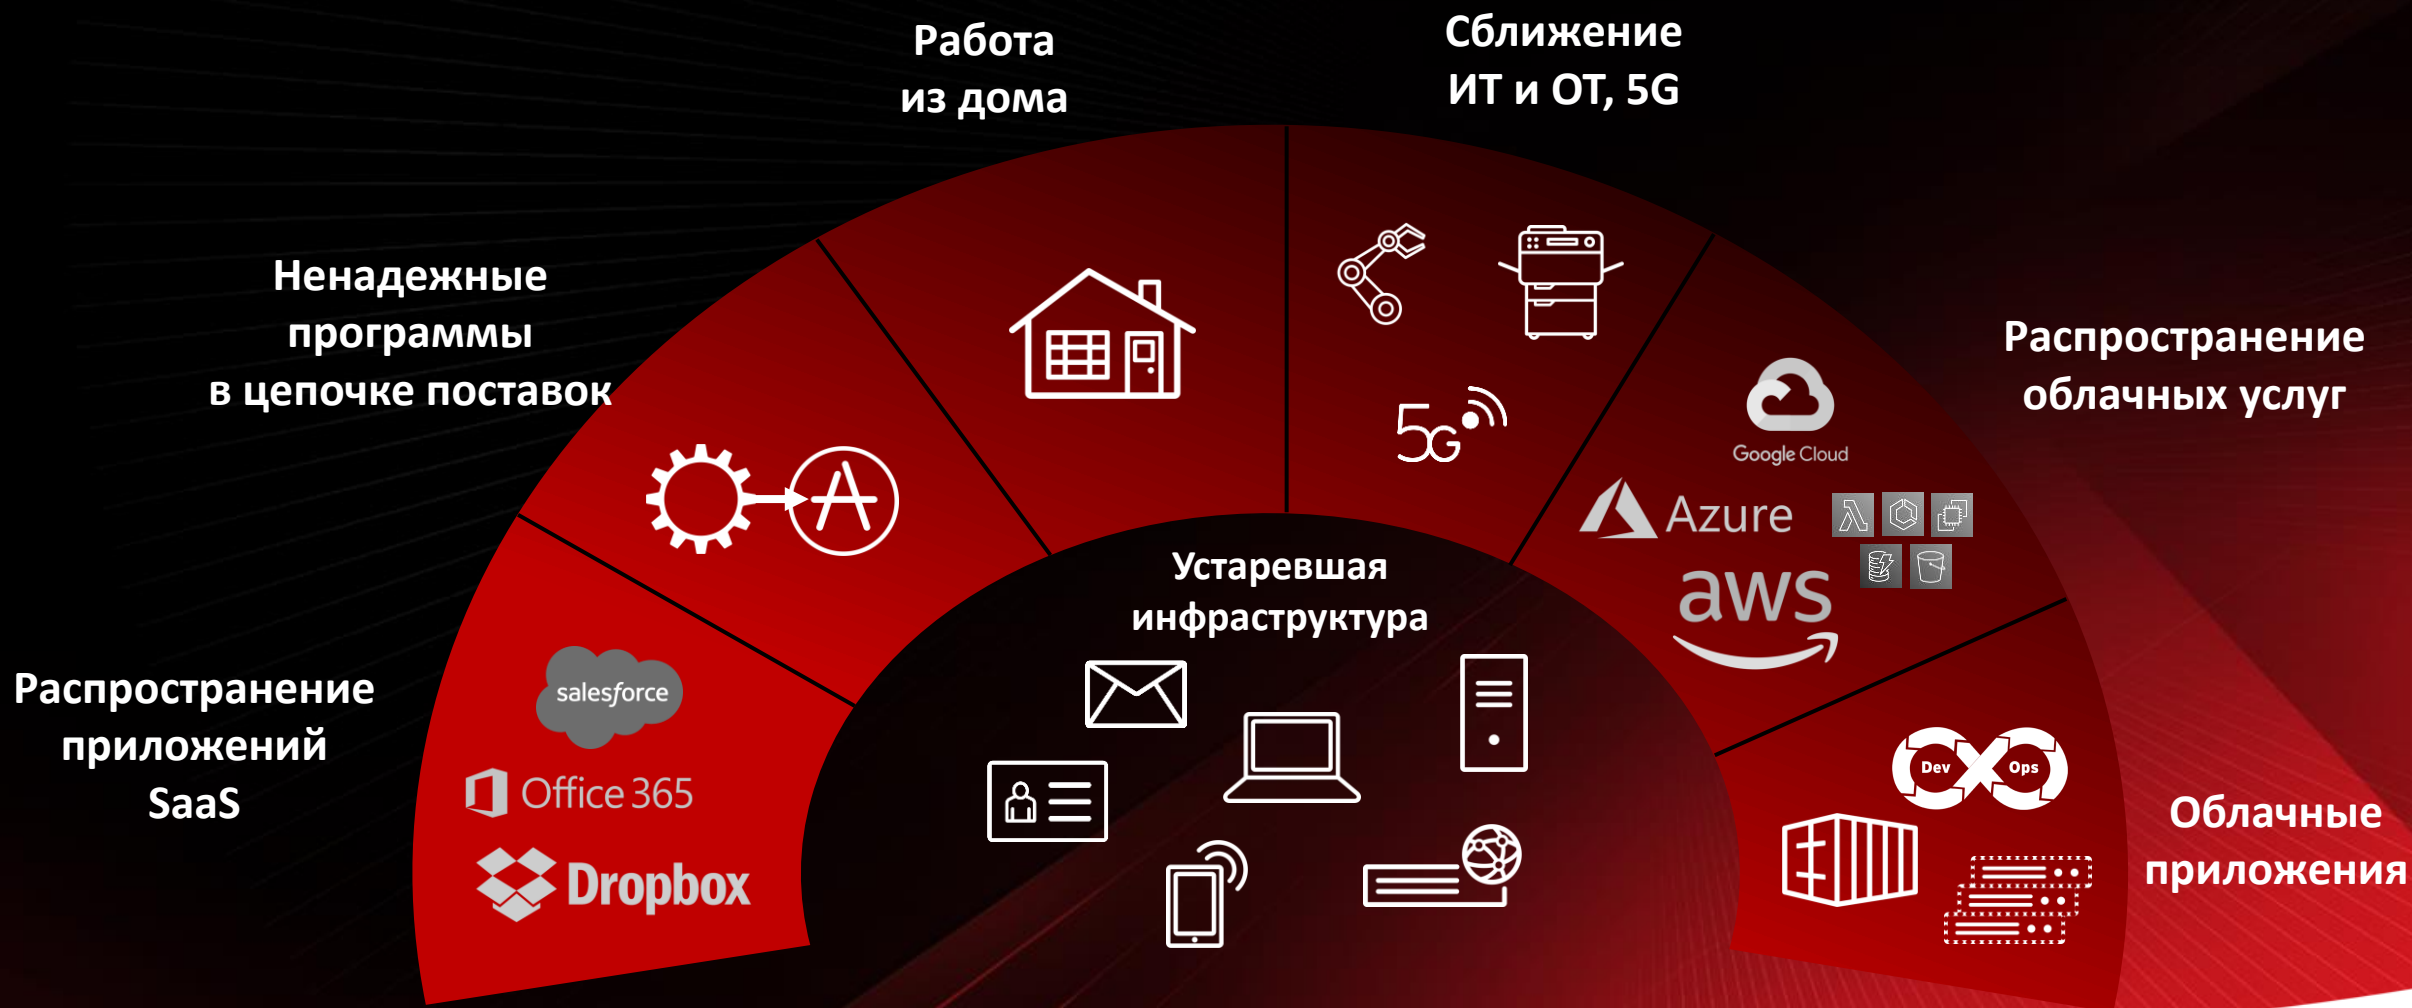 Работа
из дома
Сближение
ИТ и ОТ, 5G
Ненадежные
программы
в цепочке поставок
Распространение
облачных услуг
5G
Google Cloud
Azure
aws
Устаревшая
инфраструктура
Распространение
приложений
SaaS
salesforce
Office 365
Dropbox
Dev Ops
Облачные
приложения